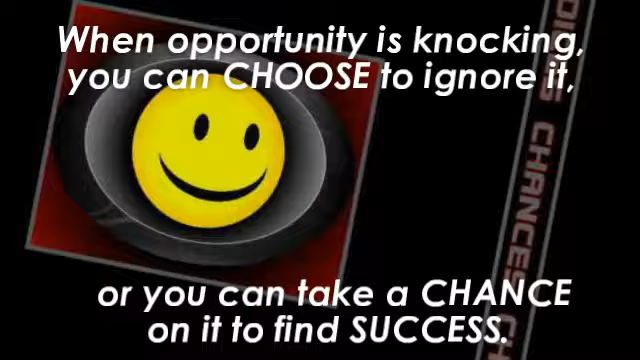 When opportunity is knocking,
you can CHOOSE to ignore it,
or you can take a CHANCE
on it to find SUCCESS.
CHANCES